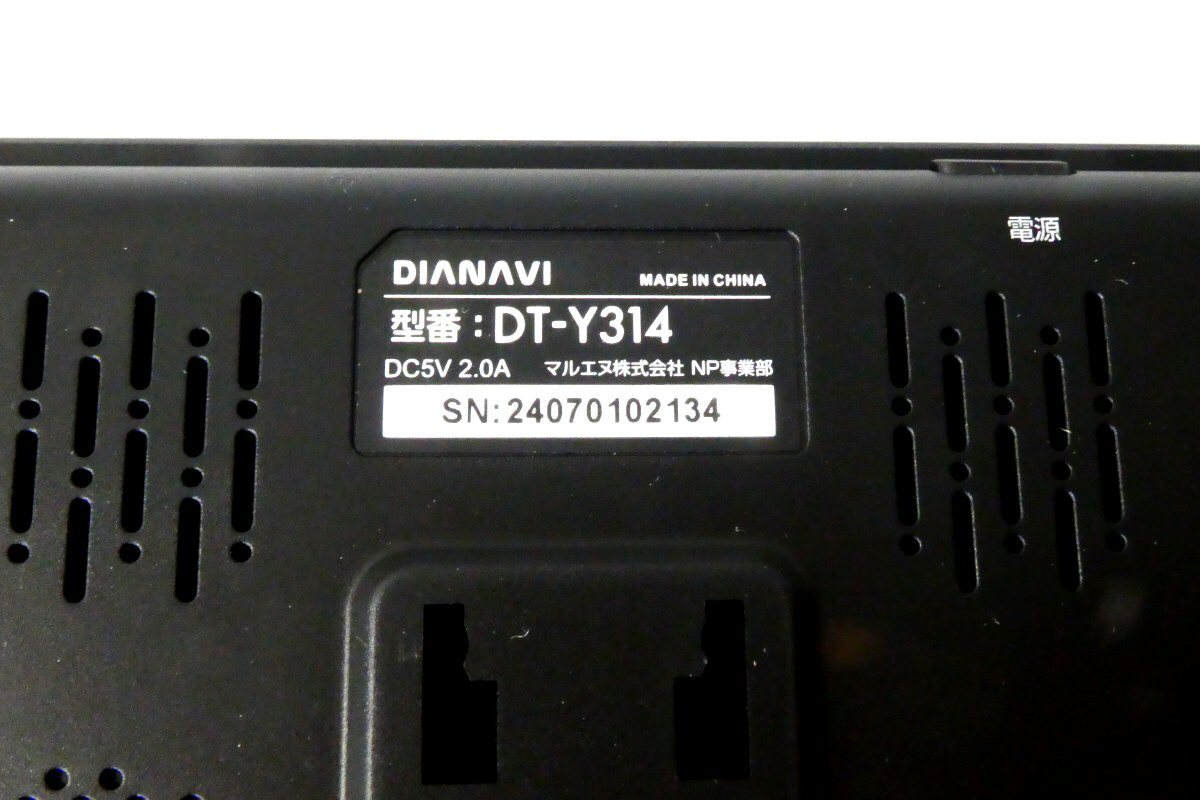 電源
DIANAVI MADE IN CHINA
型番：DT-Y314
DC5V 2.0A マルエヌ株式会社 NP事業部
SN: 24070102134